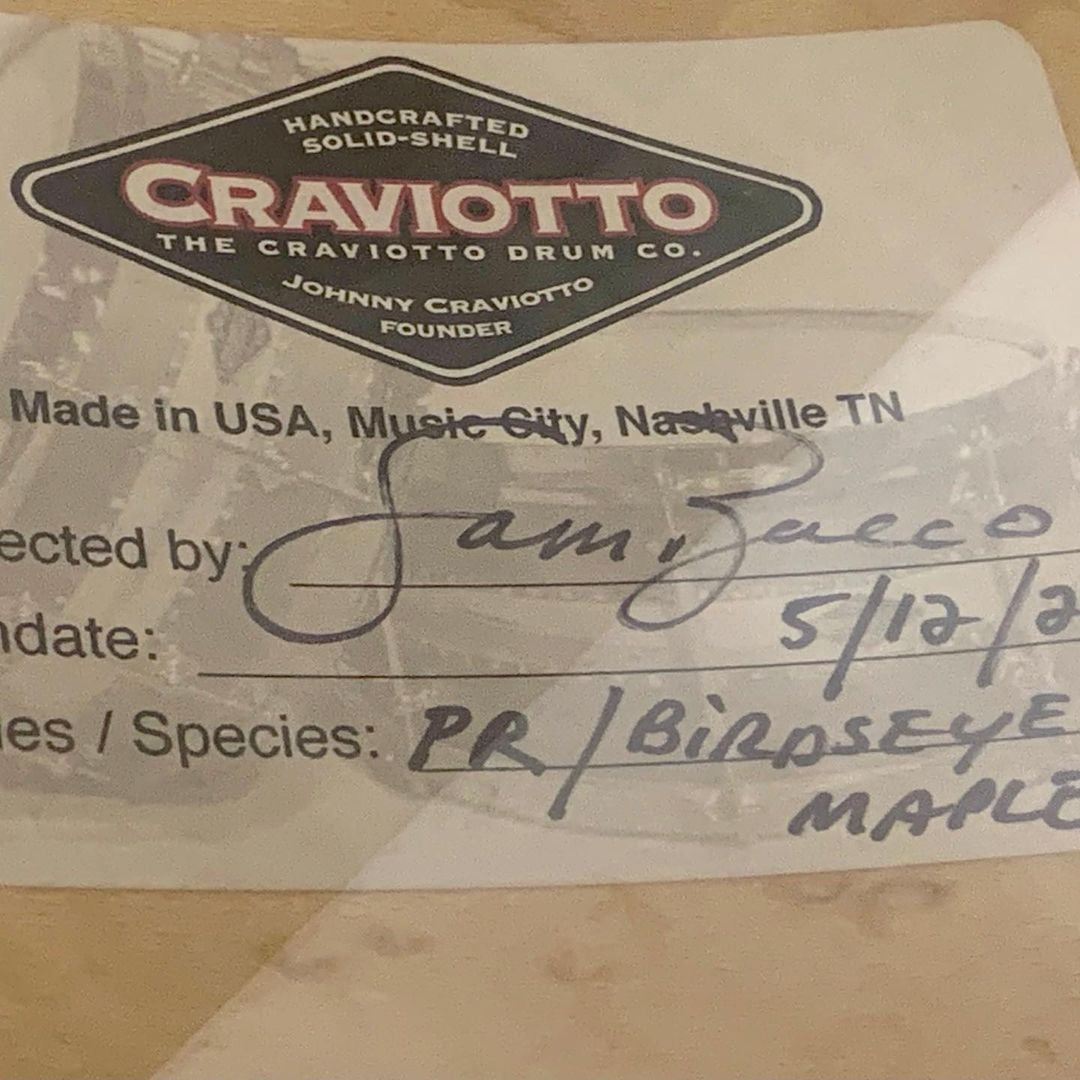 HANDCRAFTED
SOLID-SHELL
CRAVIOTTO
THE CRAVIOTTO DRUM CO.
JOHNNY CRAVIOTTO
FOUNDER
Made in USA, Music City, Nashville TN
ected by: Sam Bacco
ndate: 5/12/2
ies / Species: PR / BIRDSEYE
MAPLE